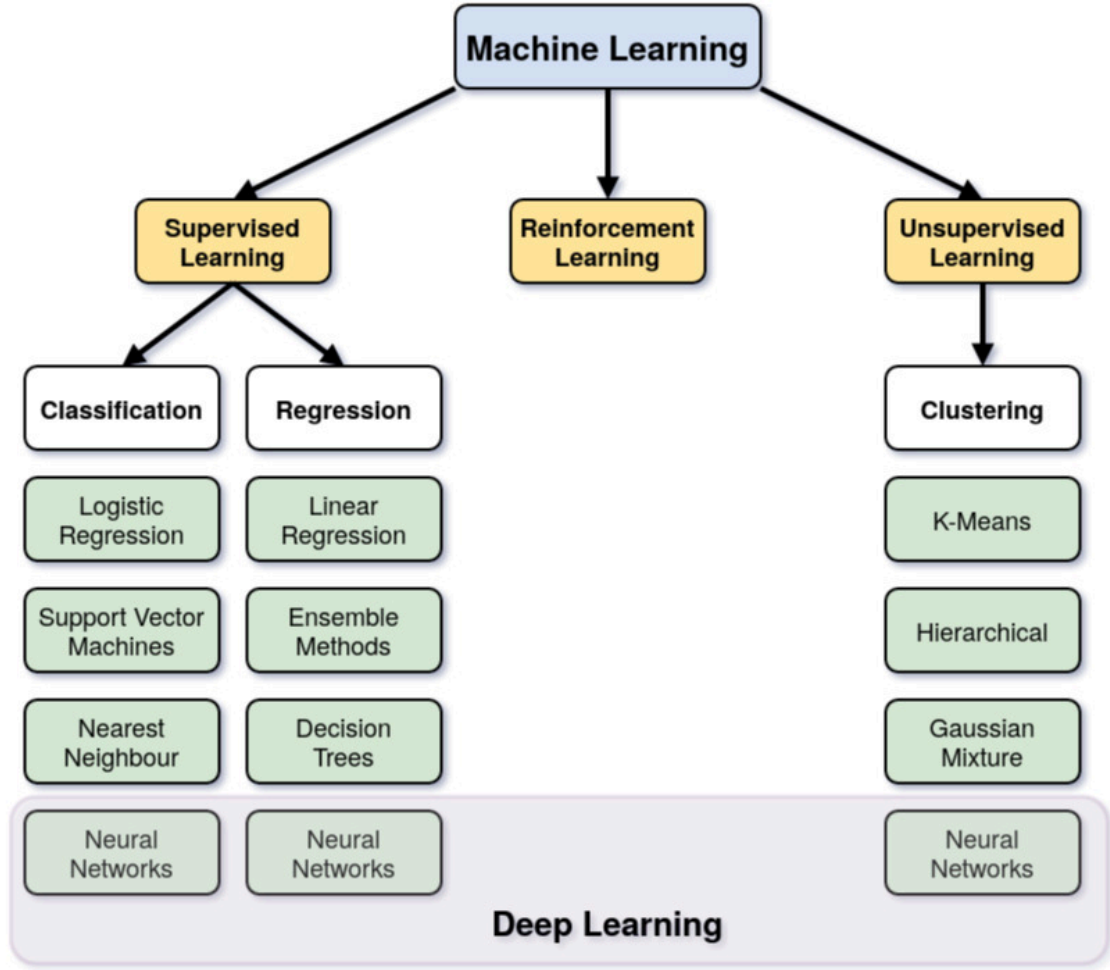 Machine Learning
Supervised
Learning
Reinforcement
Learning
Unsupervised
Learning
Classification
Regression
Clustering
Logistic
Regression
Linear
Regression
K-Means
Support Vector
Machines
Ensemble
Methods
Hierarchical
Nearest
Neighbour
Decision
Trees
Gaussian
Mixture
Neural
Networks
Neural
Networks
Neural
Networks
Deep Learning